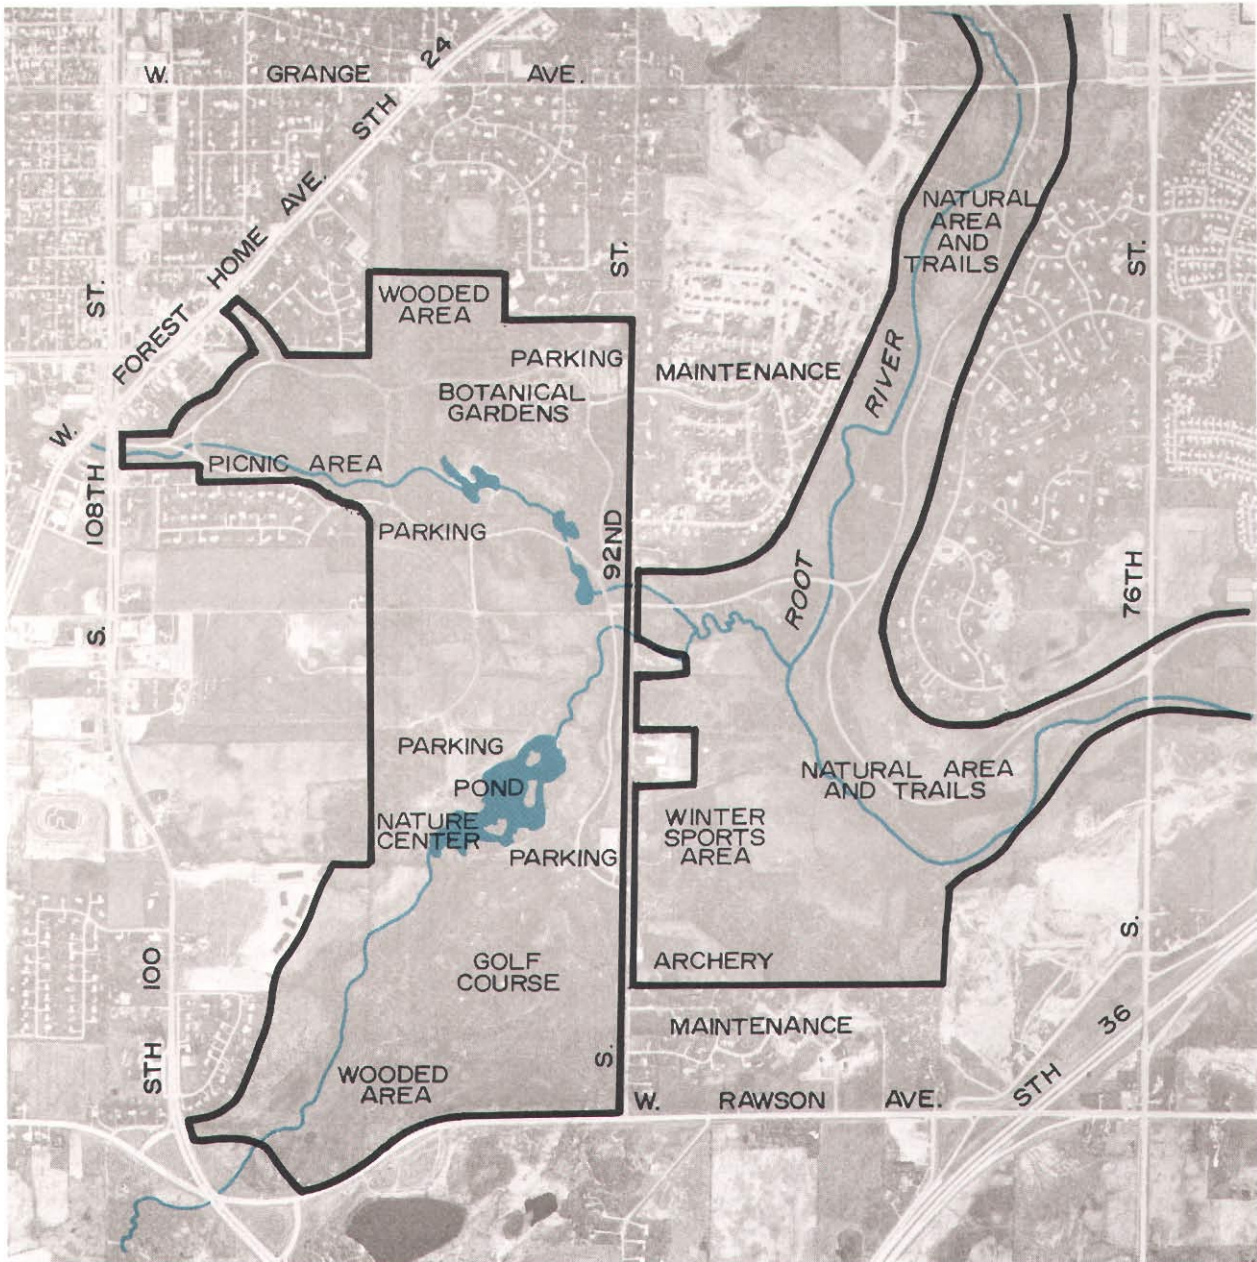 W. GRANGE AVE.
STH 24
W. FOREST HOME AVE.
NATURAL
AREA
AND
TRAILS
ST.
ST.
ST.
WOODED
AREA
PARKING
MAINTENANCE
BOTANICAL
GARDENS
RIVER
PICNIC AREA
PARKING
108TH
92ND
ROOT
76TH
S.
PARKING
POND
NATURE
CENTER
PARKING
NATURAL AREA
AND TRAILS
WINTER
SPORTS
AREA
S.
GOLF
COURSE
ARCHERY
100
STH
MAINTENANCE
36
STH
S.
WOODED
AREA
W. RAWSON AVE.